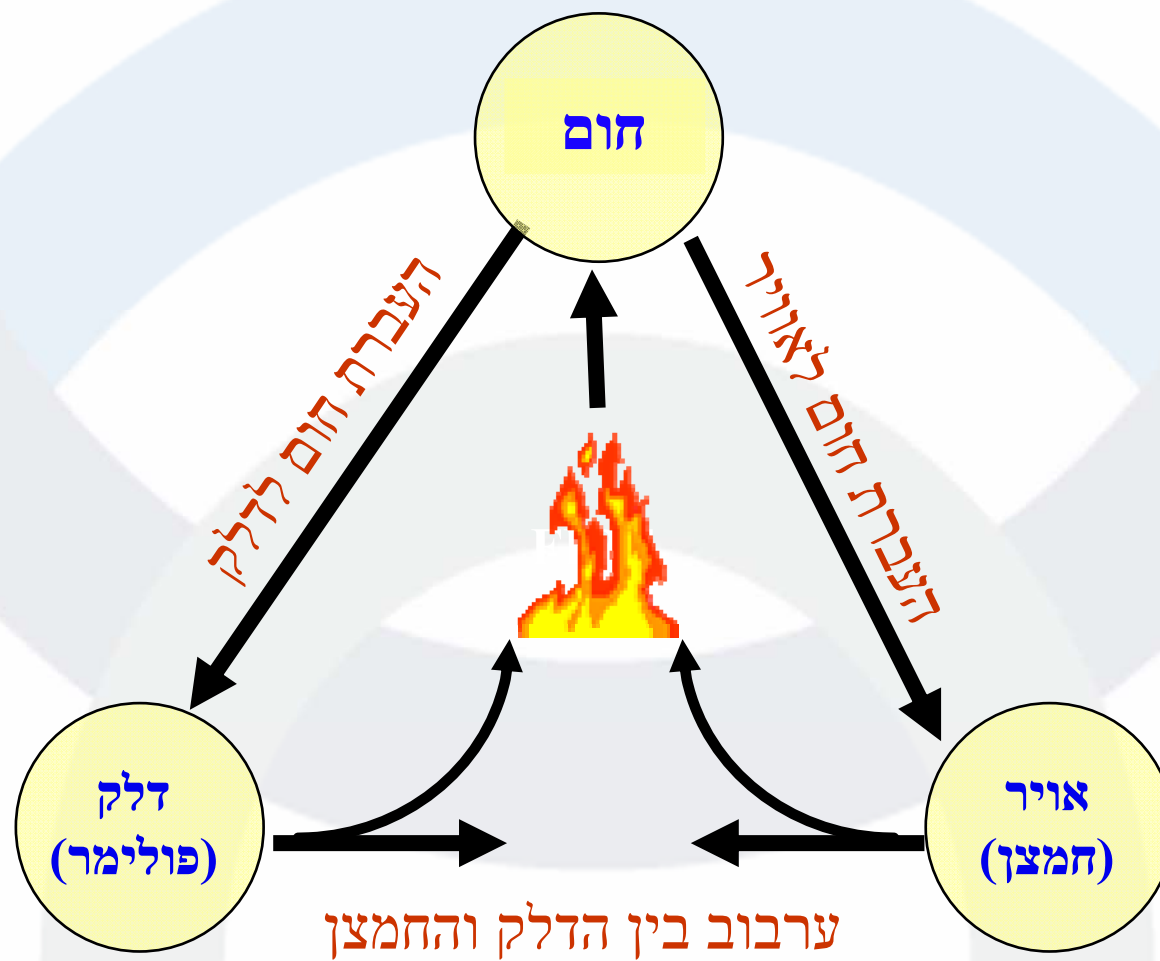 חום
העברת חום לדלק
העברת חום לאוויר
דלק
(פולימר)
אויר
(חמצן)
ערבוב בין הדלק והחמצן